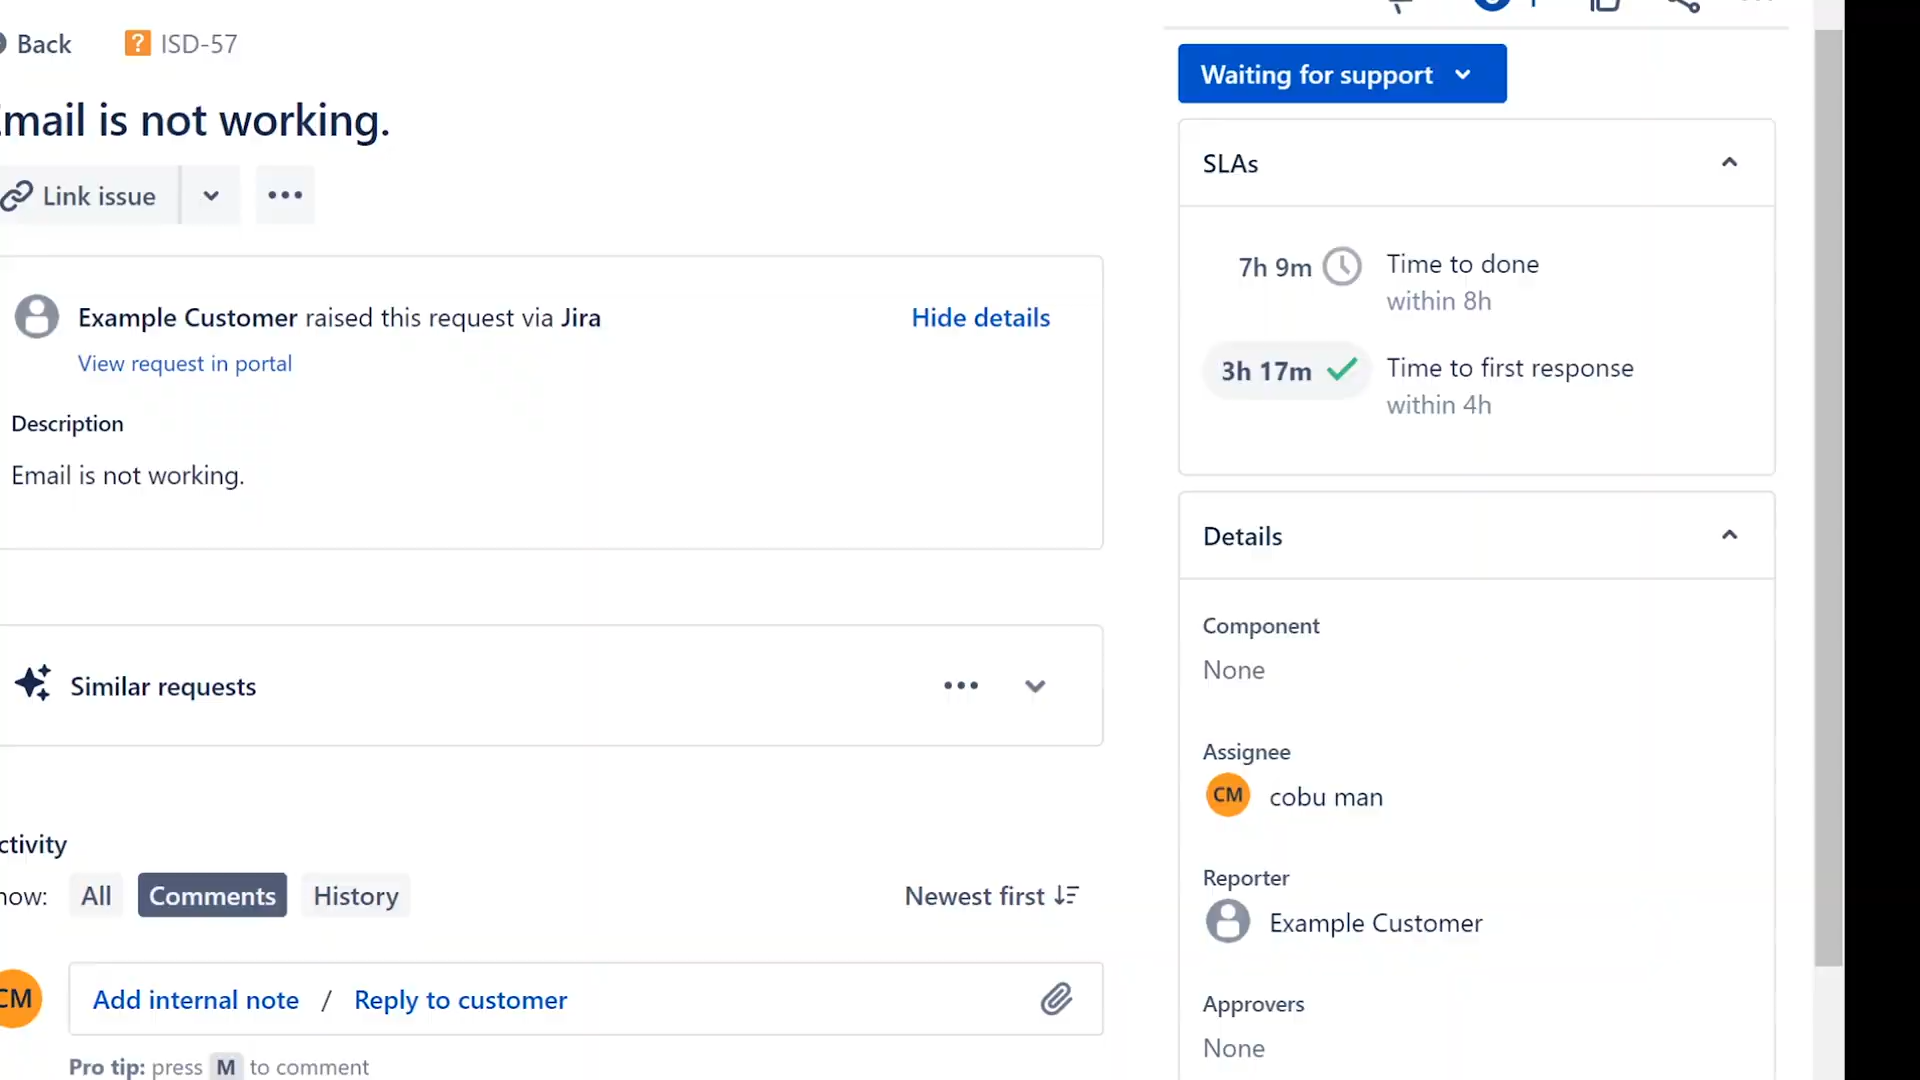 Back
ISD-57
Email is not working.
Link issue
Example Customer raised this request via Jira
Hide details
View request in portal
Description
Email is not working.
Similar requests
ctivity
how:
All
Comments
History
Newest first
CM
Add internal note / Reply to customer
Pro tip: press M to comment
Waiting for support
SLAs
7h 9m
Time to done
within 8h
3h 17m
Time to first response
within 4h
Details
Component
None
Assignee
CM
cobu man
Reporter
Example Customer
Approvers
None